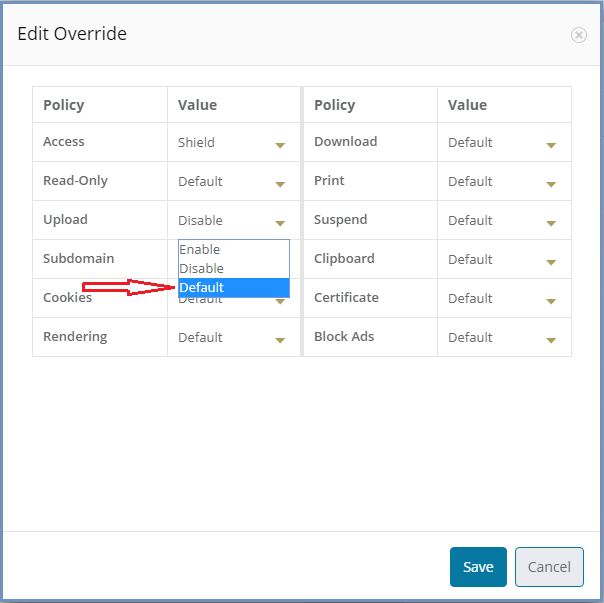 Edit Override
Policy Value Policy Value
Access Shield Download Default
Read-Only Default Print Default
Upload Disable Suspend Default
Enable
Subdomain Disable Clipboard Default
Default
Cookies Default Certificate Default
Rendering Default Block Ads Default
Save Cancel